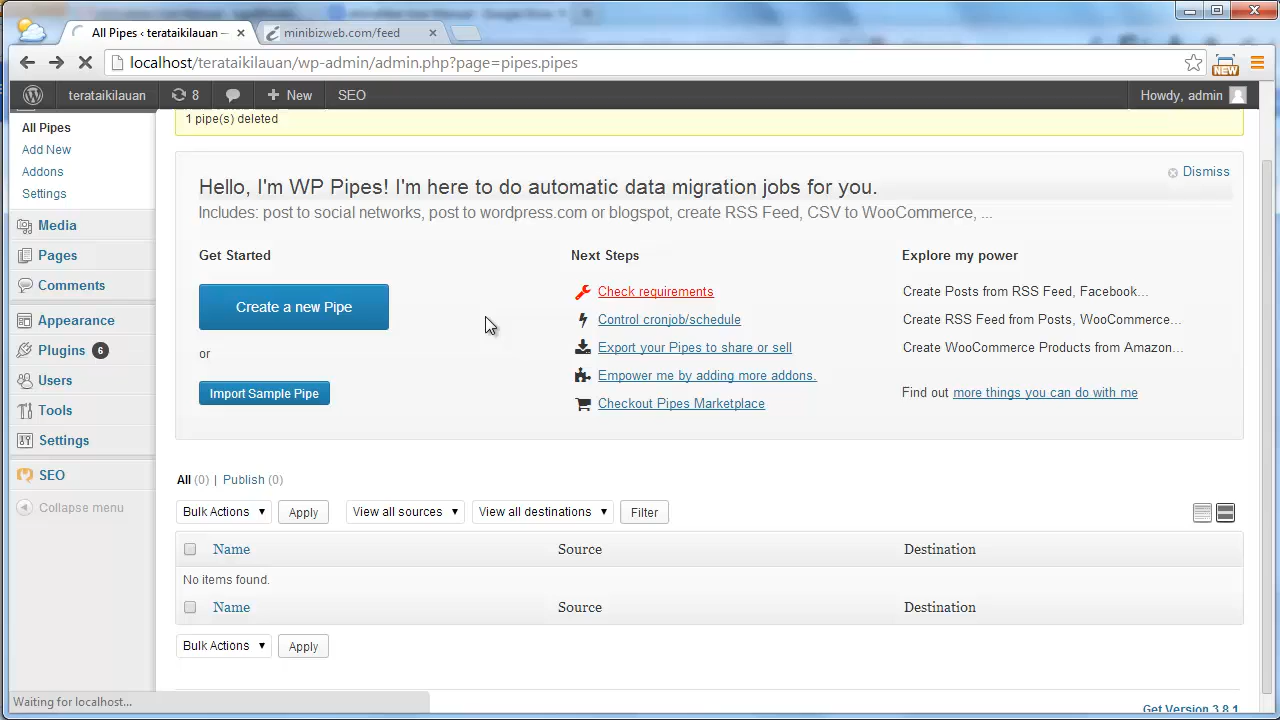 All Pipes ‹ terataikilauan —
minibizweb.com/feed
localhost/terataikilauan/wp-admin/admin.php?page=pipes.pipes
NEW
terataikilauan
8
New
SEO
Howdy, admin
All Pipes
Add New
Addons
Settings
Media
Pages
Comments
Appearance
Plugins 6
Users
Tools
Settings
SEO
Collapse menu
1 pipe(s) deleted
Dismiss
Hello, I'm WP Pipes! I'm here to do automatic data migration jobs for you.
Includes: post to social networks, post to wordpress.com or blogspot, create RSS Feed, CSV to WooCommerce, ...
Get Started
Create a new Pipe
or
Import Sample Pipe
Next Steps
Check requirements
Control cronjob/schedule
Export your Pipes to share or sell
Empower me by adding more addons.
Checkout Pipes Marketplace
Explore my power
Create Posts from RSS Feed, Facebook...
Create RSS Feed from Posts, WooCommerce...
Create WooCommerce Products from Amazon...
Find out more things you can do with me
All (0) | Publish (0)
Bulk Actions Apply View all sources View all destinations Filter
Name Source Destination
No items found.
Name Source Destination
Bulk Actions Apply
Get Version 3.8.1
Waiting for localhost...